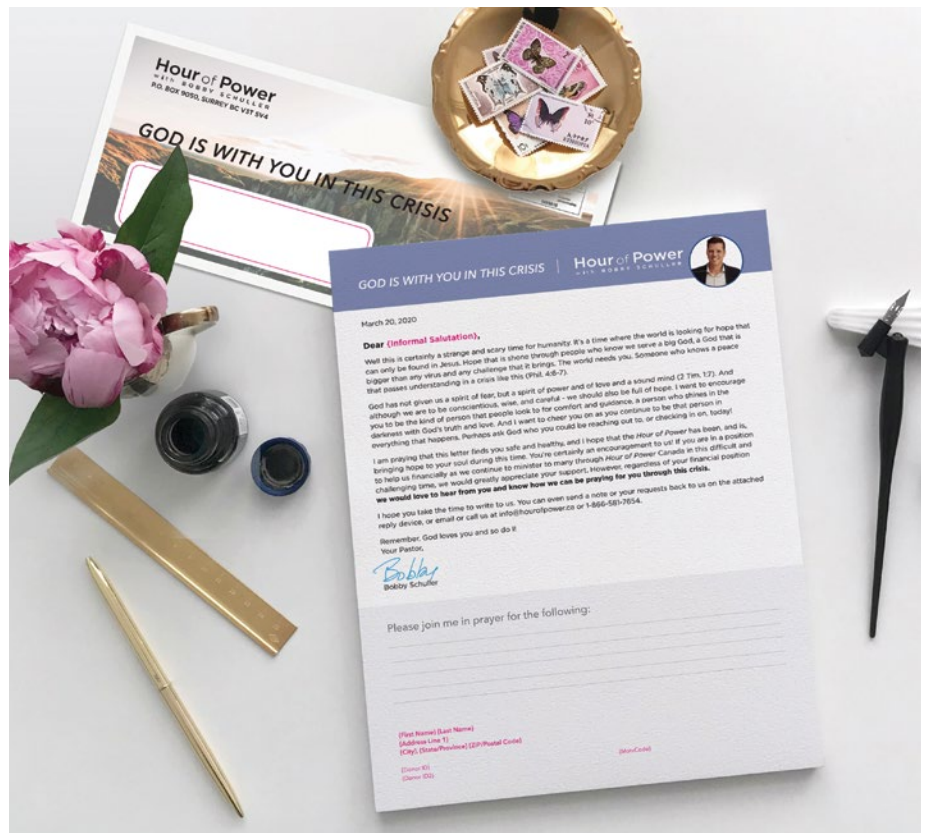 Hour of Power
with BOBBY SCHULLER
P.O. BOX 9050, SURREY BC V3T 5V4
GOD IS WITH YOU IN THIS CRISIS
GOD IS WITH YOU IN THIS CRISIS
Hour of Power
with BOBBY SCHULLER
March 20, 2020
Dear {Informal Salutation},
Well this is certainly a strange and scary time for humanity. It's a time where the world is looking for hope that
can only be found in Jesus. Hope that is shone through people who know we serve a big God, a God that is
bigger than any virus and any challenge that it brings. The world needs you. Someone who knows a peace
that passes understanding in a crisis like this (Phil. 4:6-7).
God has not given us a spirit of fear, but a spirit of power and of love and a sound mind (2 Tim, 1:7). And
although we are to be conscientious, wise, and careful - we should also be full of hope. I want to encourage
you to be the kind of person that people look to for comfort and guidance, a person who shines in the
darkness with God's truth and love. And I want to cheer you on as you continue to be that person in
everything that happens. Perhaps ask God who you could be reaching out to, or checking in on, today!
I am praying that this letter finds you safe and healthy, and I hope that the Hour of Power has been, and is,
bringing hope to your soul during this time. You're certainly an encouragement to us! If you are in a position
to help us financially as we continue to minister to many through Hour of Power Canada in this difficult and
challenging time, we would greatly appreciate your support. However, regardless of your financial position
we would love to hear from you and know how we can be praying for you through this crisis.
I hope you take the time to write to us. You can even send a note or your requests back to us on the attached
reply device, or email or call us at info@hourofpower.ca or 1-866-581-7654.
Remember, God loves you and so do I!
Your Pastor,
Bobby
Bobby Schuller
Please join me in prayer for the following:
{First Name} {Last Name}
{Address Line 1}
{City}, {State/Province} {ZIP/Postal Code}
{Donor ID}
{Donor ID2}